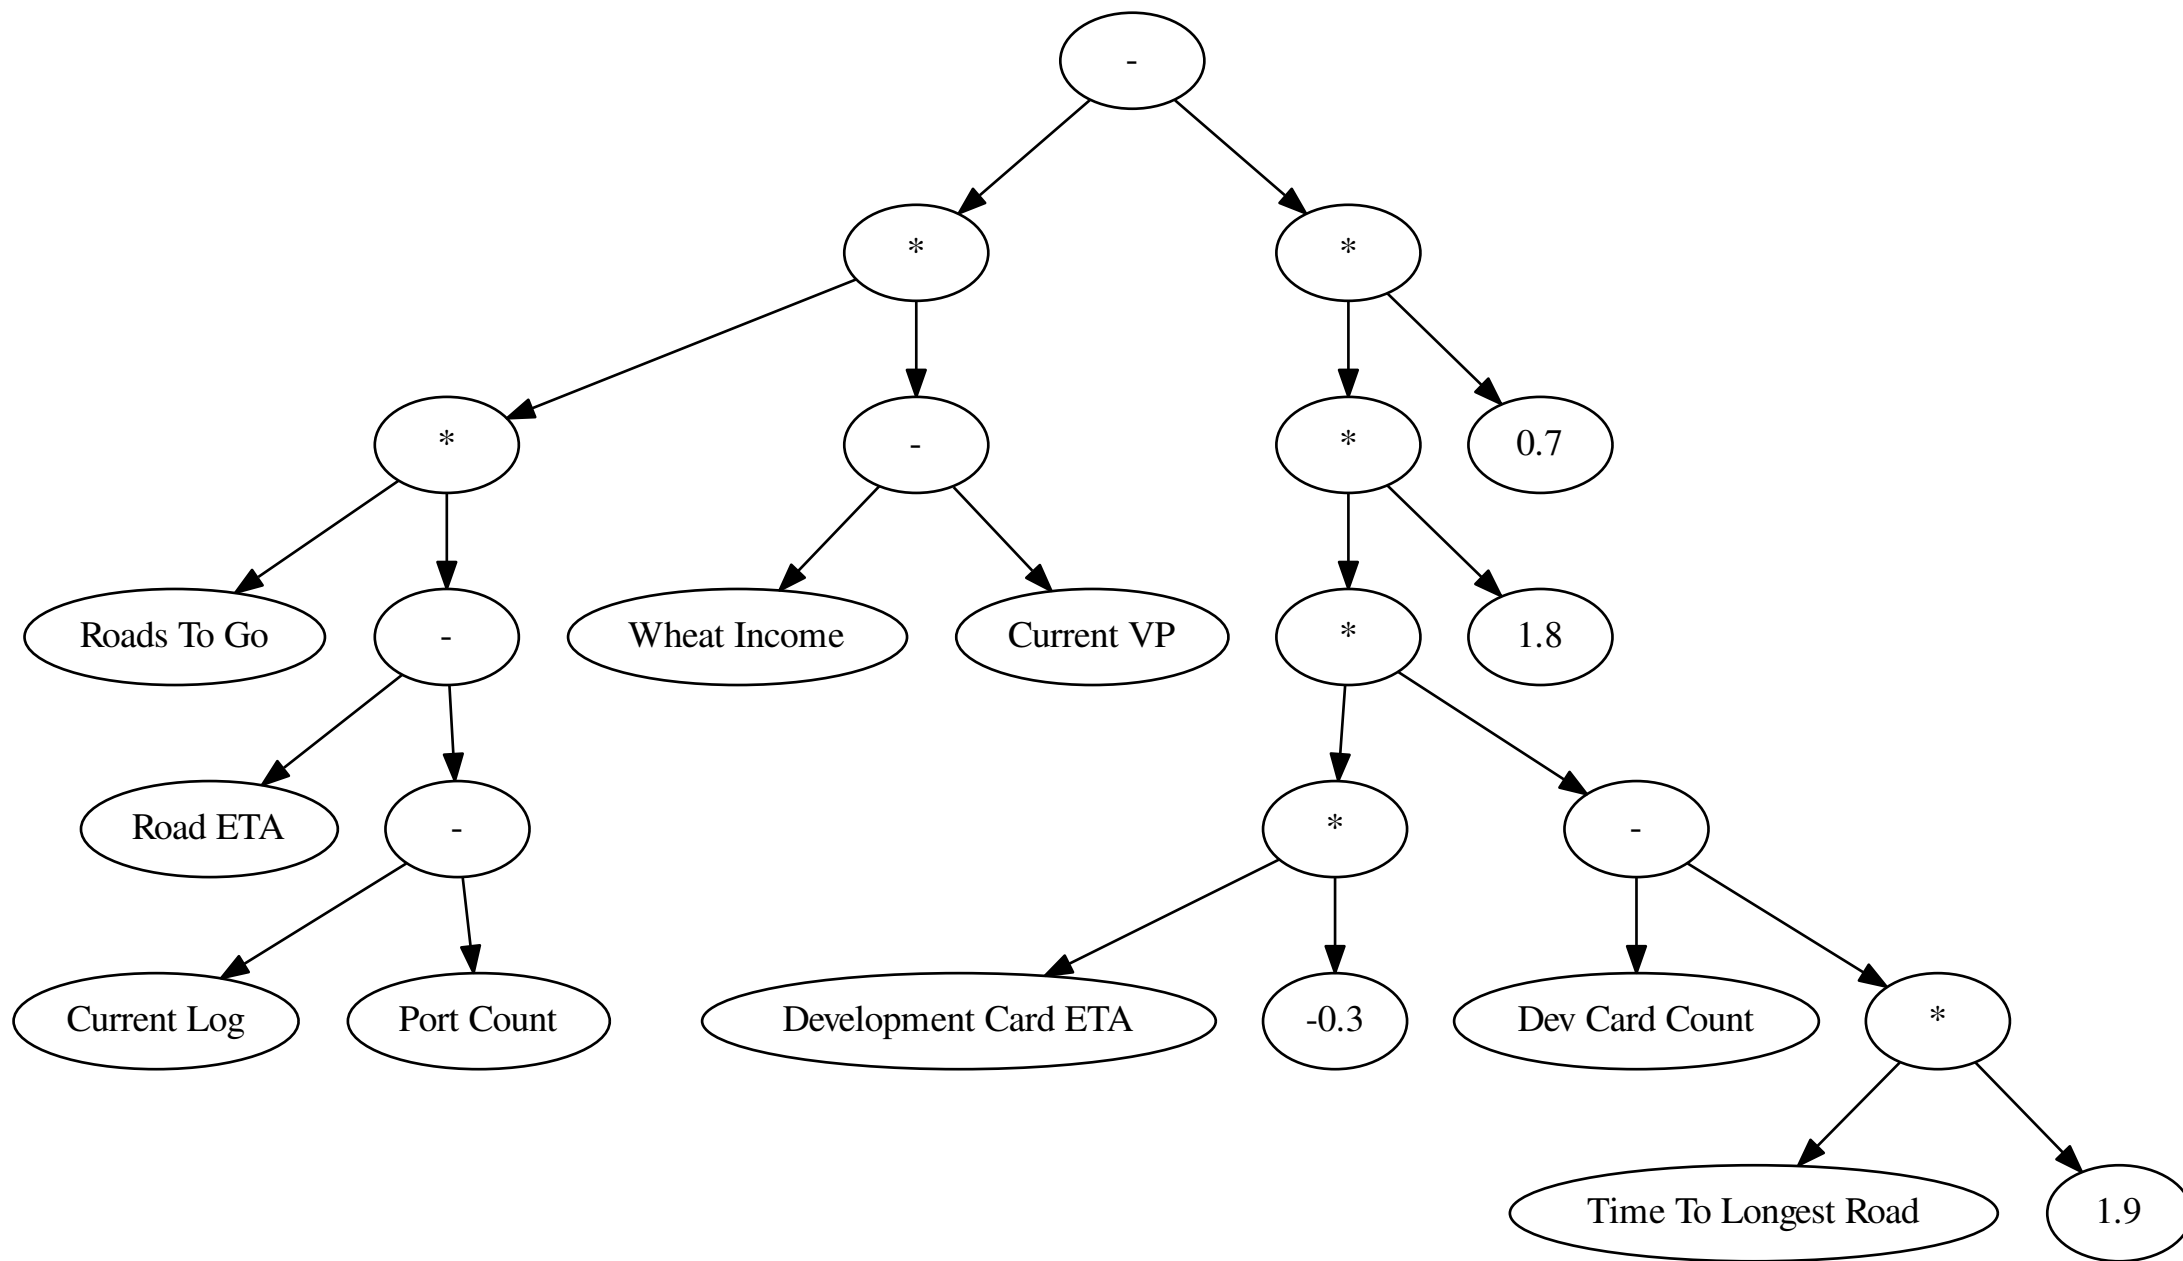 -
*
*
*
-
*
0.7
Roads To Go
-
Wheat Income
Current VP
*
1.8
Road ETA
-
*
-
Current Log
Port Count
Development Card ETA
-0.3
Dev Card Count
*
Time To Longest Road
1.9